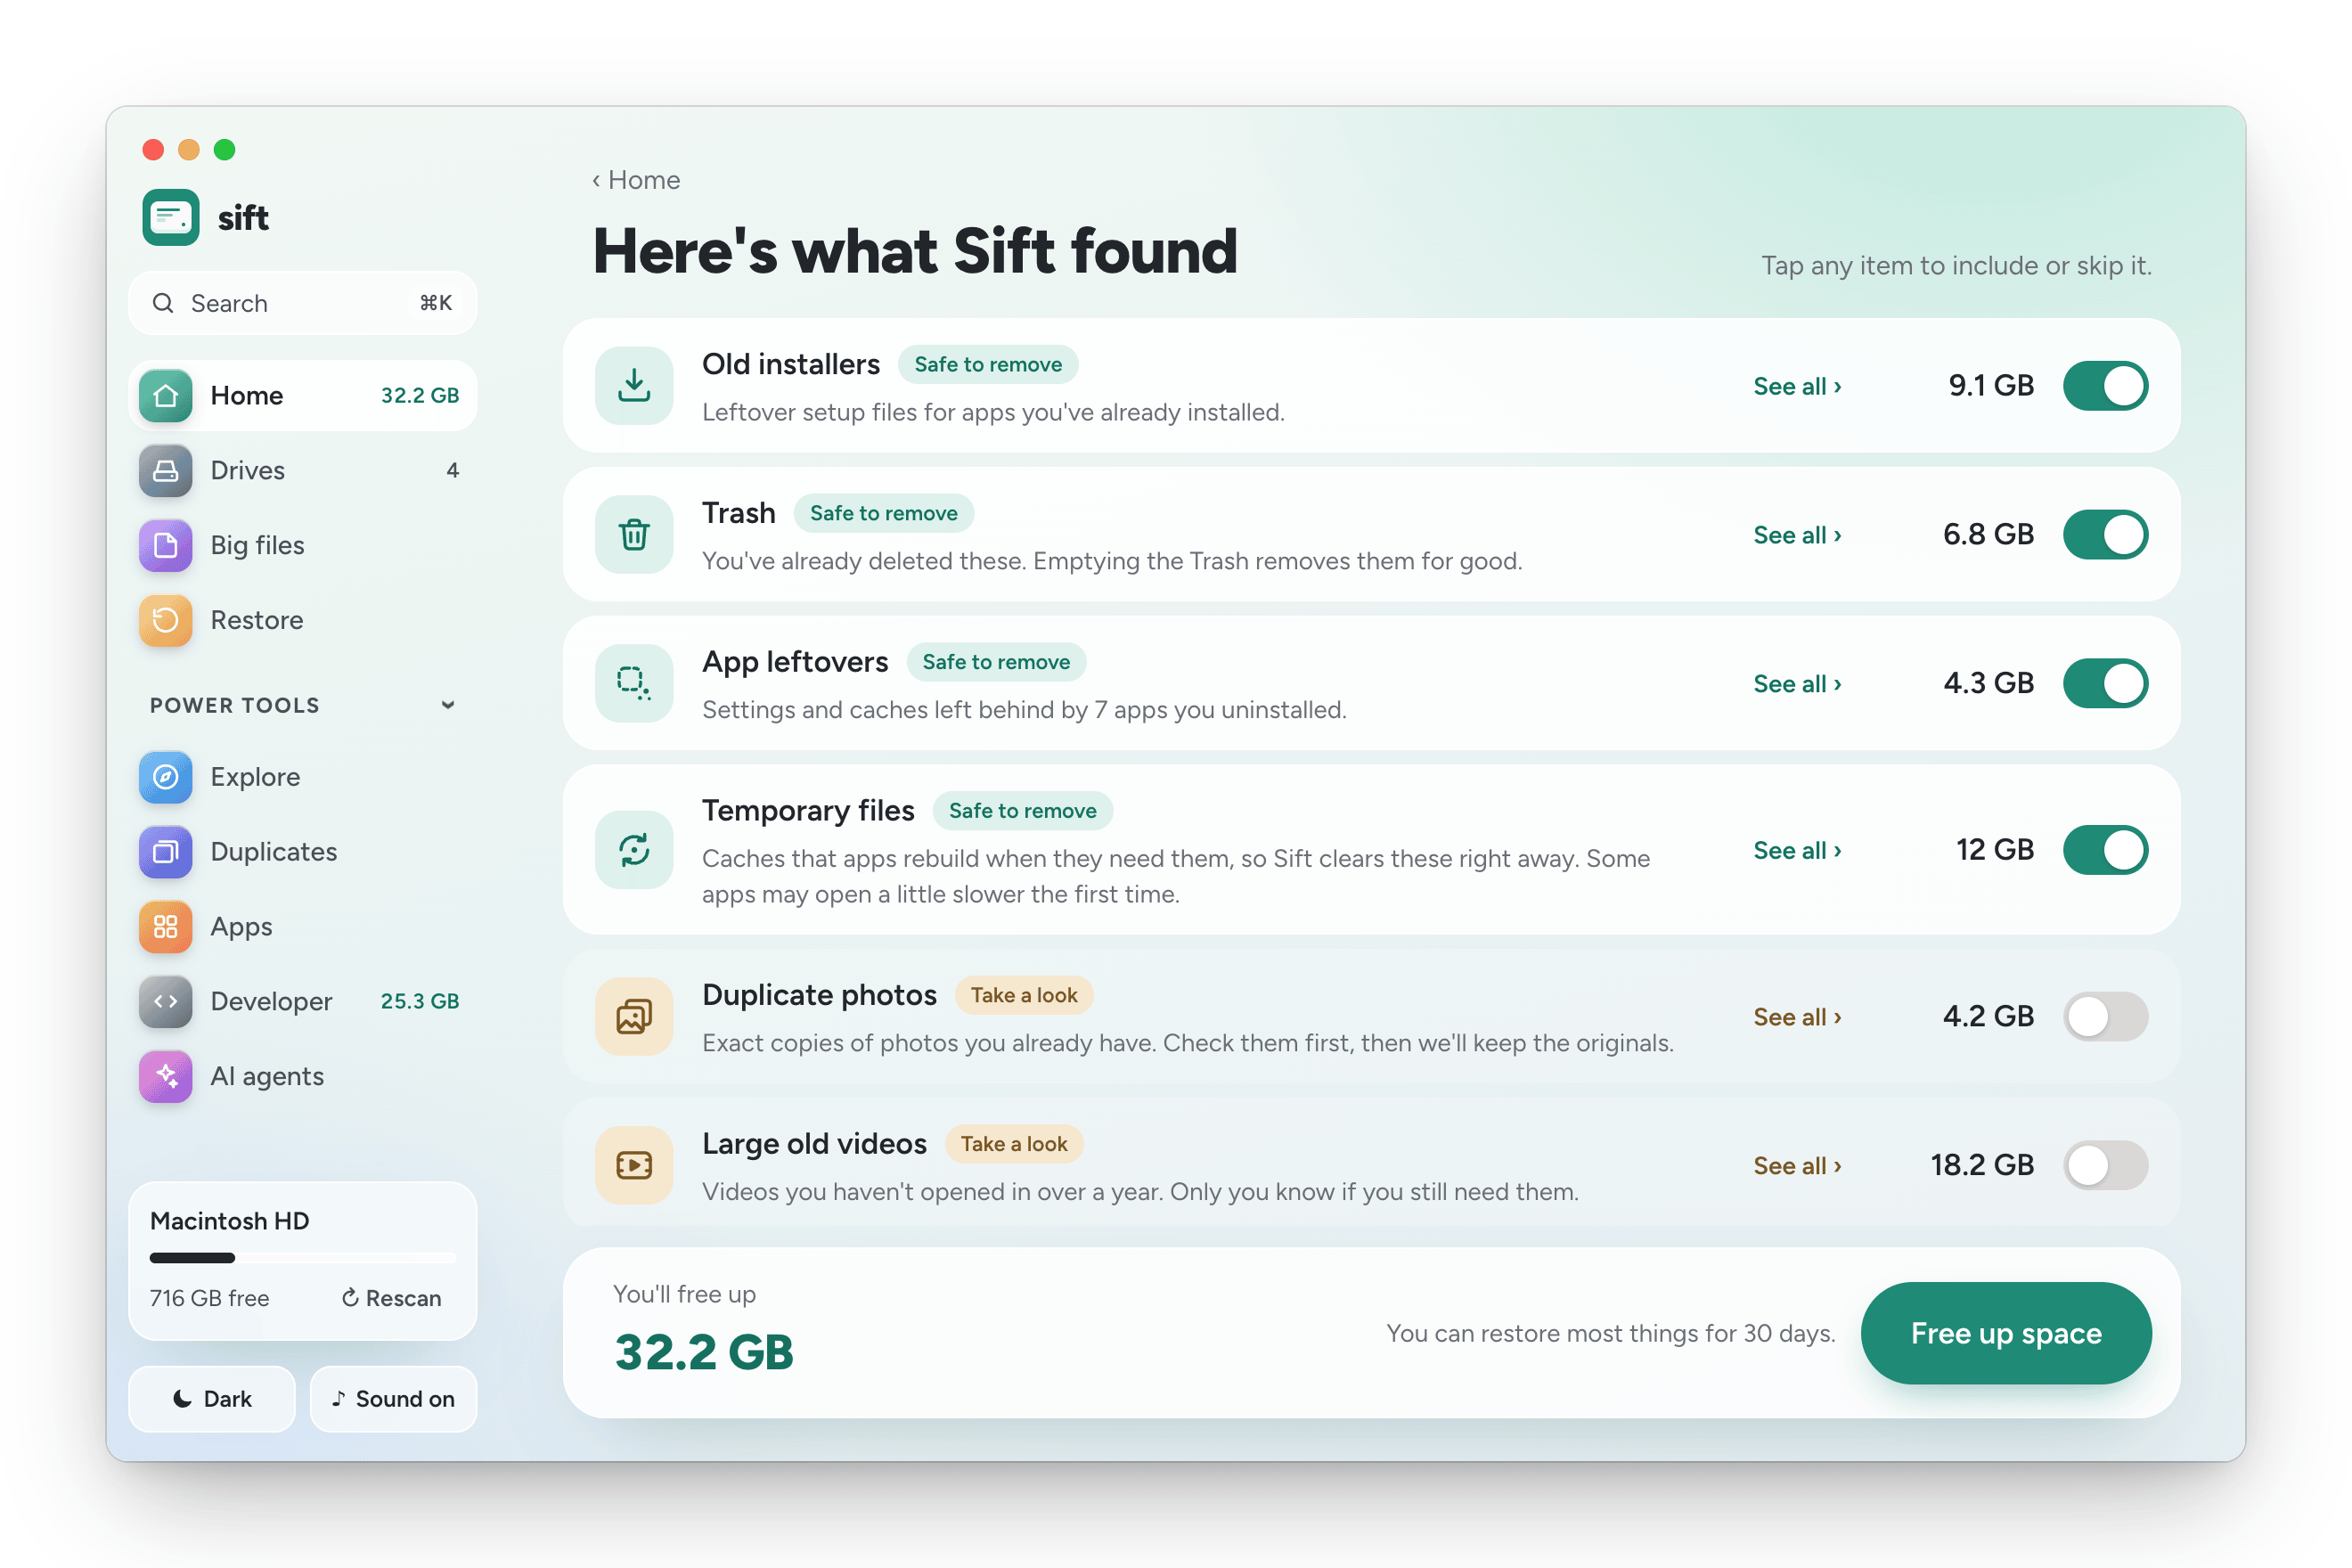 sift
Search ⌘K
Home 32.2 GB
Drives 4
Big files
Restore
POWER TOOLS
Explore
Duplicates
Apps
Developer 25.3 GB
AI agents
Macintosh HD
716 GB free
Rescan
Dark
Sound on
‹ Home
Here's what Sift found
Tap any item to include or skip it.
Old installers Safe to remove
Leftover setup files for apps you've already installed.
See all › 9.1 GB
Trash Safe to remove
You've already deleted these. Emptying the Trash removes them for good.
See all › 6.8 GB
App leftovers Safe to remove
Settings and caches left behind by 7 apps you uninstalled.
See all › 4.3 GB
Temporary files Safe to remove
Caches that apps rebuild when they need them, so Sift clears these right away. Some
apps may open a little slower the first time.
See all › 12 GB
Duplicate photos Take a look
Exact copies of photos you already have. Check them first, then we'll keep the originals.
See all › 4.2 GB
Large old videos Take a look
Videos you haven't opened in over a year. Only you know if you still need them.
See all › 18.2 GB
You'll free up
32.2 GB
You can restore most things for 30 days.
Free up space